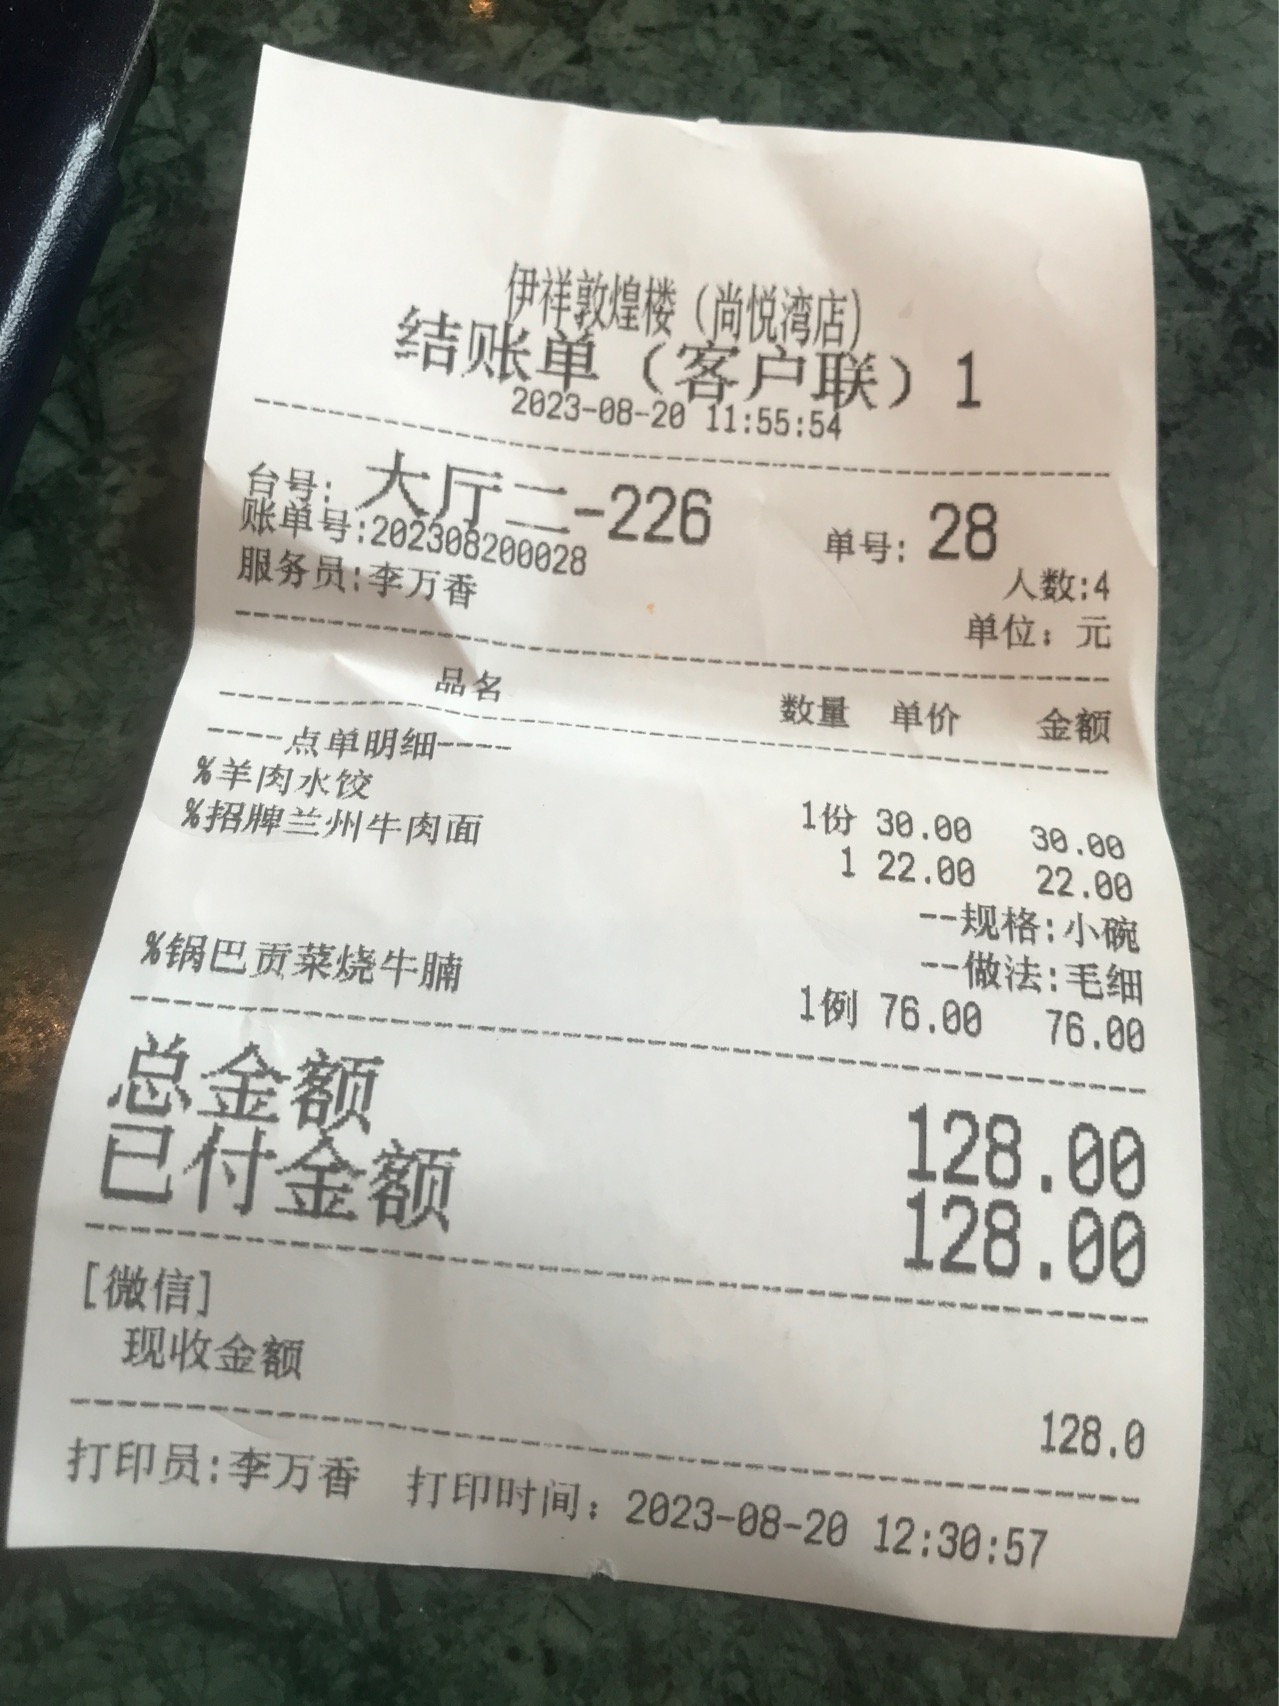 伊祥敦煌楼（尚悦湾店）
结账单（客户联）1
2023-08-20 11:55:54
台号: 大厅二-226 单号: 28
账单号:202308200028 人数:4
服务员:李万香 单位: 元
品名 数量 单价 金额
----点单明细----
%羊肉水饺 1份 30.00 30.00
%招牌兰州牛肉面 1 22.00 22.00
--规格:小碗
--做法:毛细
%锅巴贡菜烧牛腩 1例 76.00 76.00
总金额 128.00
已付金额 128.00
[微信]
现收金额 128.0
打印员:李万香 打印时间: 2023-08-20 12:30:57